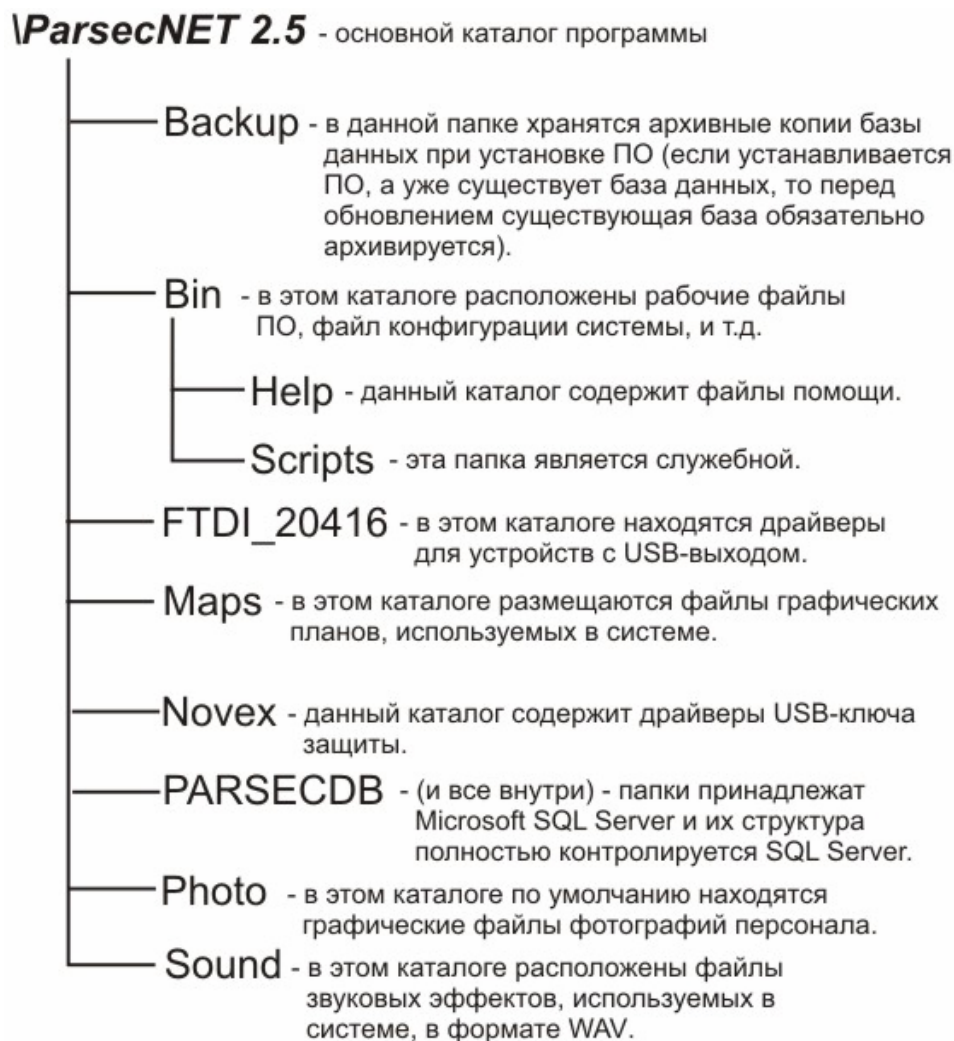 \ParsecNET 2.5 - основной каталог программы
Backup - в данной папке хранятся архивные копии базы
данных при установке ПО (если устанавливается
ПО, а уже существует база данных, то перед
обновлением существующая база обязательно
архивируется).
Bin - в этом каталоге расположены рабочие файлы
ПО, файл конфигурации системы, и т.д.
Help - данный каталог содержит файлы помощи.
Scripts - эта папка является служебной.
FTDI_20416 - в этом каталоге находятся драйверы
для устройств с USB-выходом.
Maps - в этом каталоге размещаются файлы графических
планов, используемых в системе.
Novex - данный каталог содержит драйверы USB-ключа
защиты.
PARSECDB - (и все внутри) - папки принадлежат
Microsoft SQL Server и их структура
полностью контролируется SQL Server.
Photo - в этом каталоге по умолчанию находятся
графические файлы фотографий персонала.
Sound - в этом каталоге расположены файлы
звуковых эффектов, используемых в
системе, в формате WAV.